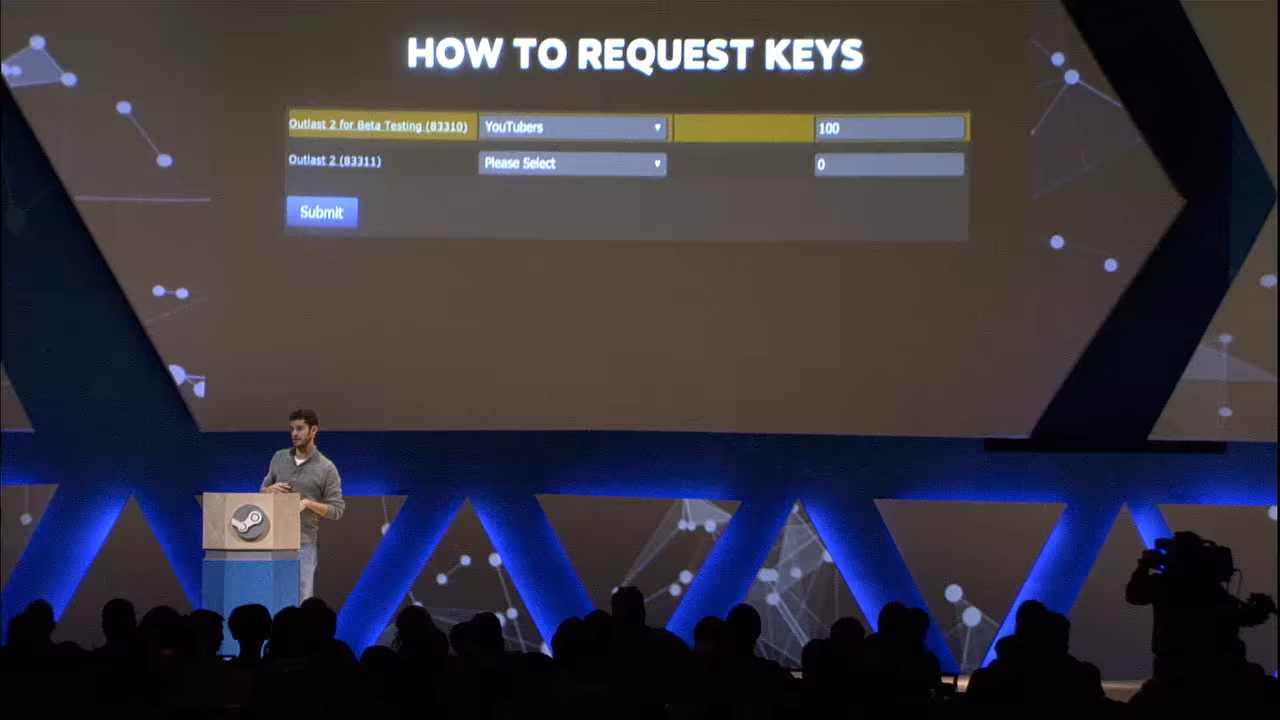 HOW TO REQUEST KEYS
Outlast 2 for Beta Testing (83310) YouTubers 100
Outlast 2 (83311) Please Select 0
Submit